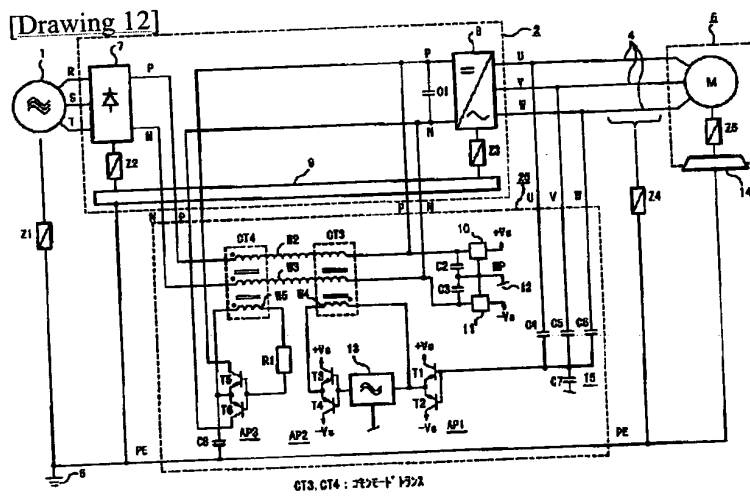 [Drawing 12]
1
7
2
8
4
6
R
S
T
P
N
P
N
C1
U
V
W
M
Z1
Z2
Z3
Z4
Z5
9
14
25
N
P
P
N
U
V
W
CT4
CT3
W2
W3
W4
W5
10
11
+Vs
MP
12
-Vs
C2
C3
C4
C5
C6
C7
15
R1
T5
T6
C8
AP3
+Vs
T3
T4
-Vs
AP2
13
+Vs
T1
T2
-Vs
AP1
PE
PE
CT3, CT4 : コモンモードトランス